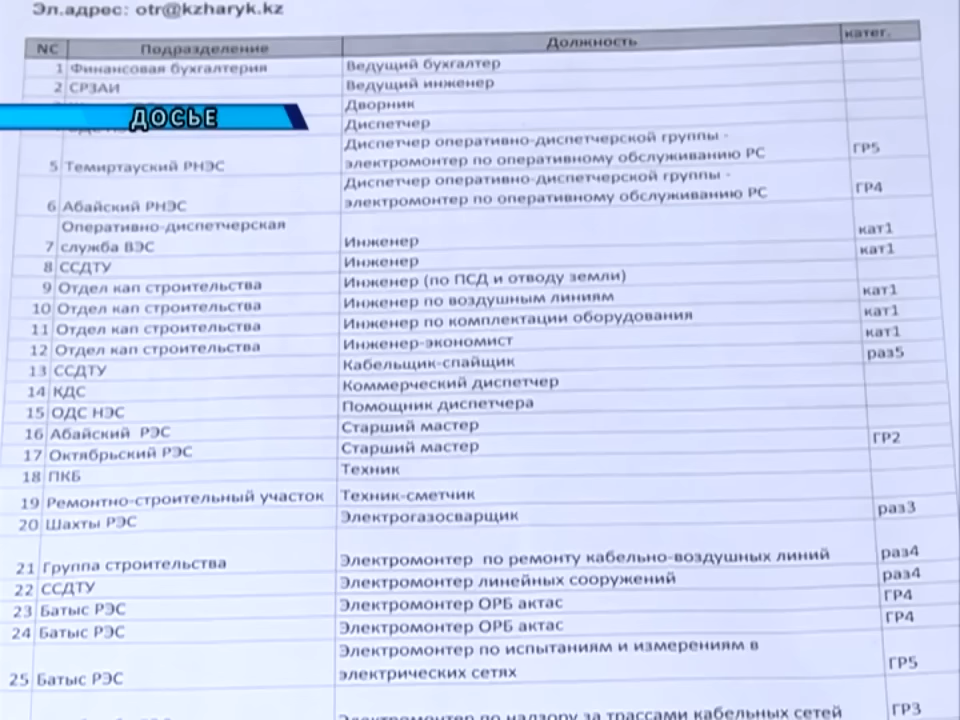 Эл.адрес: otr@kzharyk.kz
NC Подразделение Должность катег.
1 Финансовая бухгалтерия Ведущий бухгалтер
2 СРЗАИ Ведущий инженер
Дворник
ДОСЬЕ
Диспетчер
Диспетчер оперативно-диспетчерской группы -
5 Темиртауский РНЭС электромонтер по оперативному обслуживанию РС ГР5
Диспетчер оперативно-диспетчерской группы -
6 Абайский РНЭС электромонтер по оперативному обслуживанию РС ГР4
Оперативно-диспетчерская
7 служба ВЭС Инженер кат1
8 ССДТУ Инженер кат1
9 Отдел кап строительства Инженер (по ПСД и отводу земли)
10 Отдел кап строительства Инженер по воздушным линиям кат1
11 Отдел кап строительства Инженер по комплектации оборудования кат1
12 Отдел кап строительства Инженер-экономист кат1
13 ССДТУ Кабельщик-спайщик раз5
14 КДС Коммерческий диспетчер
15 ОДС НЭС Помощник диспетчера
16 Абайский РЭС Старший мастер
17 Октябрьский РЭС Старший мастер ГР2
18 ПКБ Техник
19 Ремонтно-строительный участок Техник-сметчик
20 Шахты РЭС Электрогазосварщик раз3
21 Группа строительства Электромонтер по ремонту кабельно-воздушных линий раз4
22 ССДТУ Электромонтер линейных сооружений раз4
23 Батыс РЭС Электромонтер ОРБ актас ГР4
24 Батыс РЭС Электромонтер ОРБ актас ГР4
Электромонтер по испытаниям и измерениям в
25 Батыс РЭС электрических сетях ГР5
Электромонтер по надзору за трассами кабельных сетей ГР3